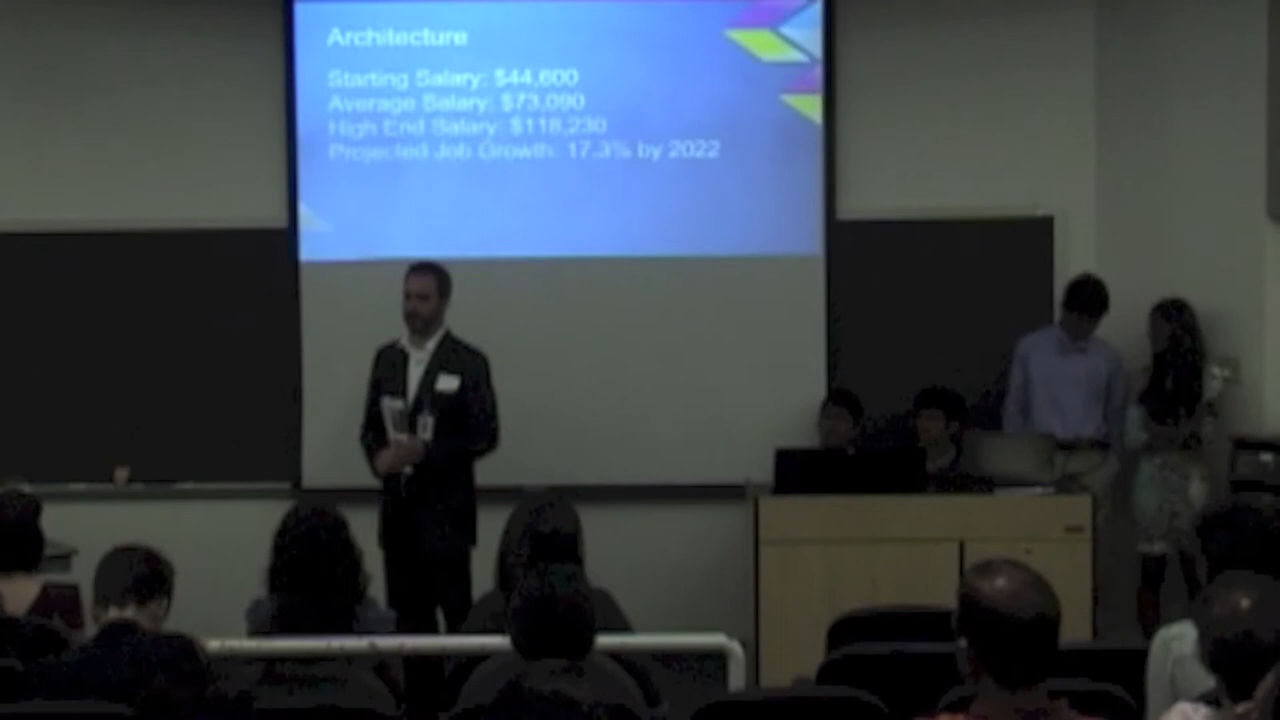 Architecture
Starting Salary: $44,600
Average Salary: $73,090
High End Salary: $118,230
Projected Job Growth: 17.3% by 2022